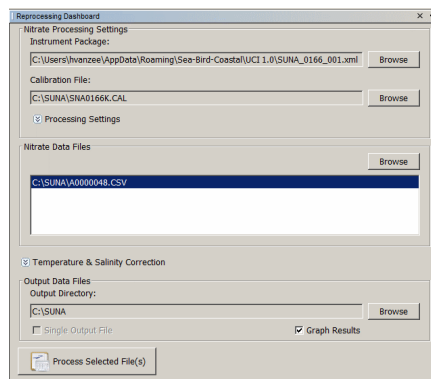 Reprocessing Dashboard
Nitrate Processing Settings
Instrument Package:
C:\Users\hvanzee\AppData\Roaming\Sea-Bird-Coastal\UCI 1.0\SUNA_0166_001.xml Browse
Calibration File:
C:\SUNA\SNA0166K.CAL Browse
Processing Settings
Nitrate Data Files
Browse
C:\SUNA\A0000048.CSV
Temperature & Salinity Correction
Output Data Files
Output Directory:
C:\SUNA Browse
Single Output File Graph Results
Process Selected File(s)